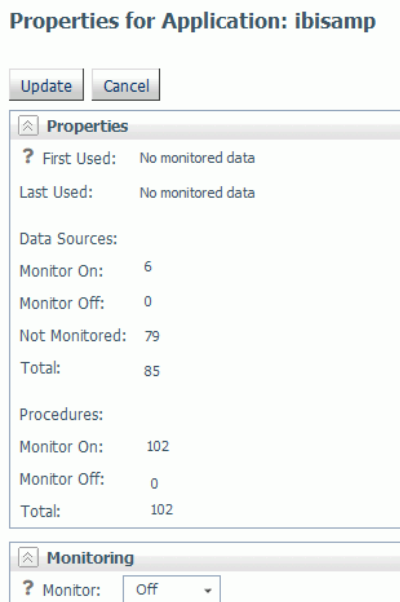 Properties for Application: ibisamp
Update Cancel
Properties
? First Used: No monitored data
Last Used: No monitored data
Data Sources:
Monitor On: 6
Monitor Off: 0
Not Monitored: 79
Total: 85
Procedures:
Monitor On: 102
Monitor Off: 0
Total: 102
Monitoring
? Monitor: Off